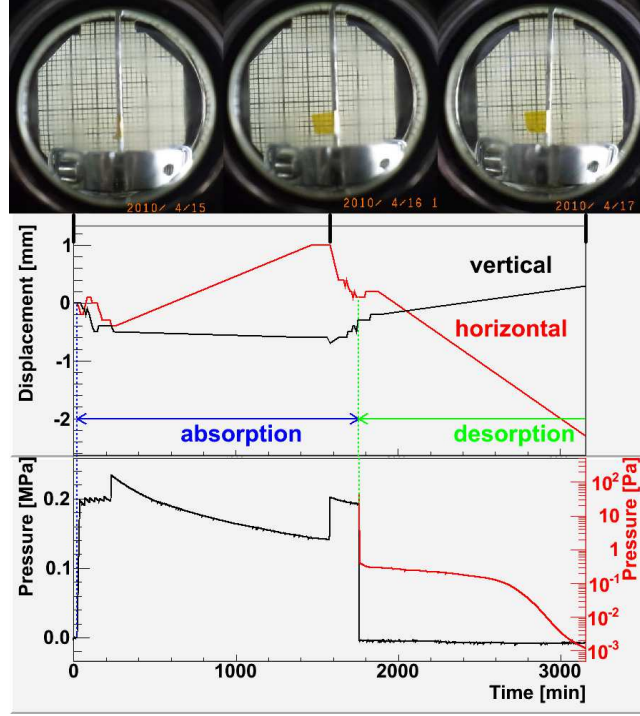 2010/ 4/15
2010/ 4/16 1
2010/ 4/17
Displacement [mm]
1
0
-1
-2
vertical
horizontal
absorption
desorption
Pressure [MPa]
0.2
0.1
0.0
Pressure [Pa]
10²
10
1
10⁻¹
10⁻²
10⁻³
0
1000
2000
3000
Time [min]